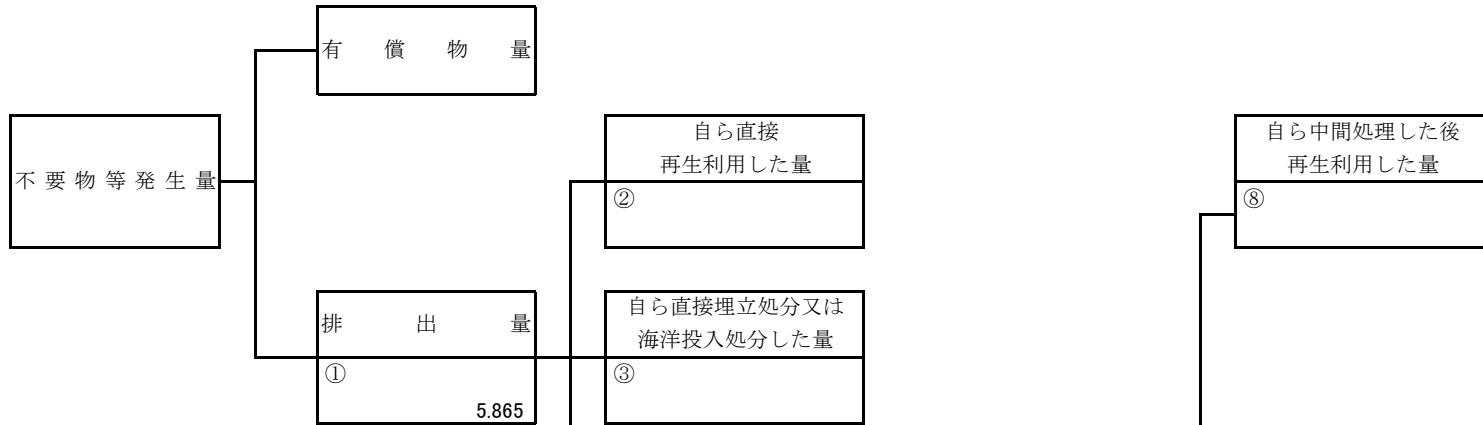 有償物量
不要物等発生量
自ら直接
再生利用した量
②
自ら中間処理した後
再生利用した量
⑧
排出量
①
5.865
自ら直接埋立処分又は
海洋投入処分した量
③